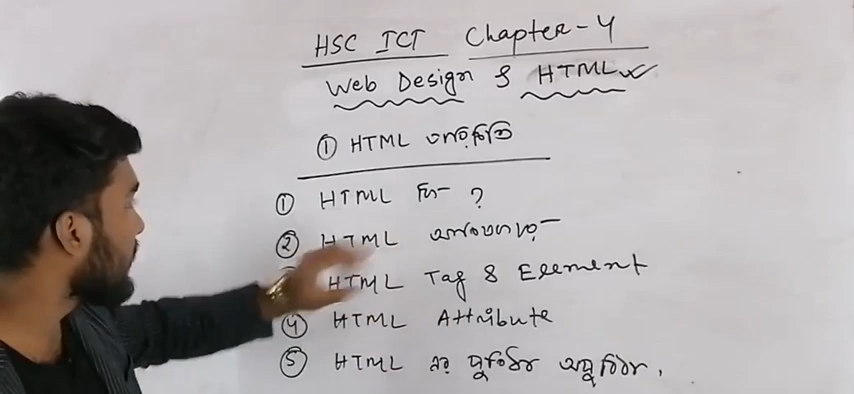 HSC ICT Chapter-4
Web Design ও HTML
① HTML পরিচিতি
① HTML কি ?
② HTML
HTML Tag & Element
④ HTML Attribute
⑤ HTML এর সুবিধা অসুবিধা,